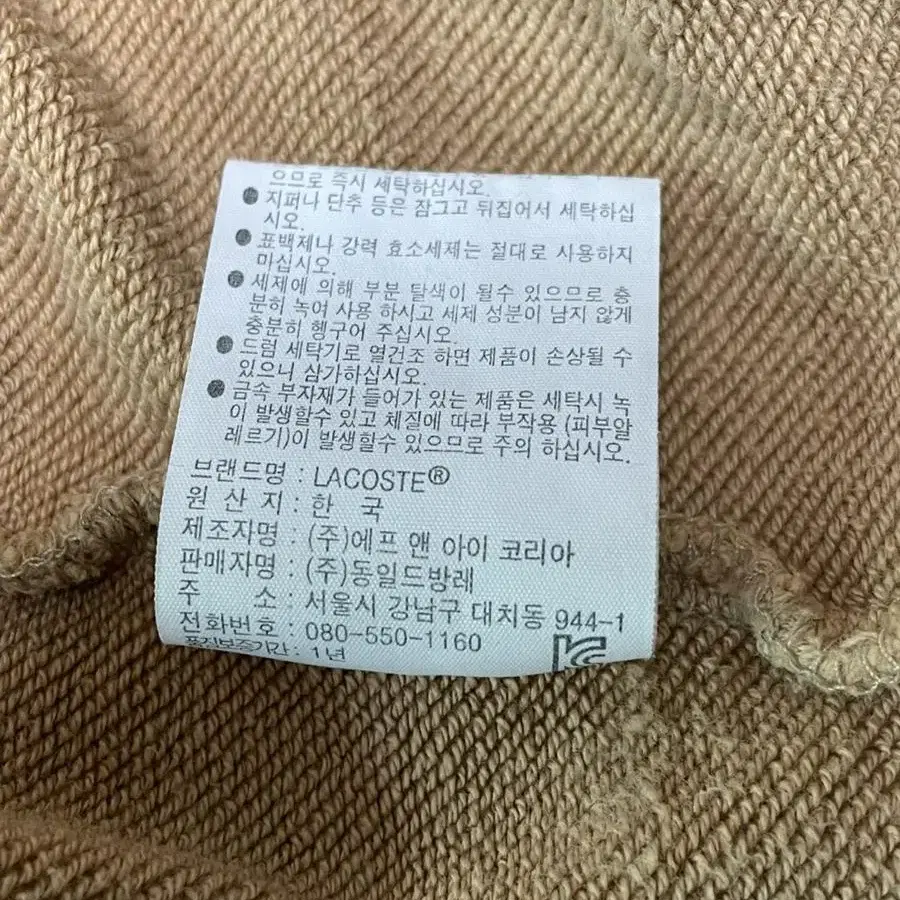 으므로 즉시 세탁하십시오.
● 지퍼나 단추 등은 잠그고 뒤집어서 세탁하십
시오.
● 표백제나 강력 효소세제는 절대로 사용하지
마십시오.
● 세제에 의해 부분 탈색이 될수 있으므로 충
분히 녹여 사용 하시고 세제 성분이 남지 않게
충분히 헹구어 주십시오.
● 드럼 세탁기로 열건조 하면 제품이 손상될 수
있으니 삼가하십시오.
● 금속 부자재가 들어가 있는 제품은 세탁시 녹
이 발생할수 있고 체질에 따라 부작용 (피부알
레르기)이 발생할수 있으므로 주의 하십시오.
브랜드명 : LACOSTE®
원 산 지 : 한 국
제조자명 : (주)에프 앤 아이 코리아
판매자명 : (주)동일드방레
주 소 : 서울시 강남구 대치동 944-1
전화번호 : 080-550-1160
품질보증기간 : 1년